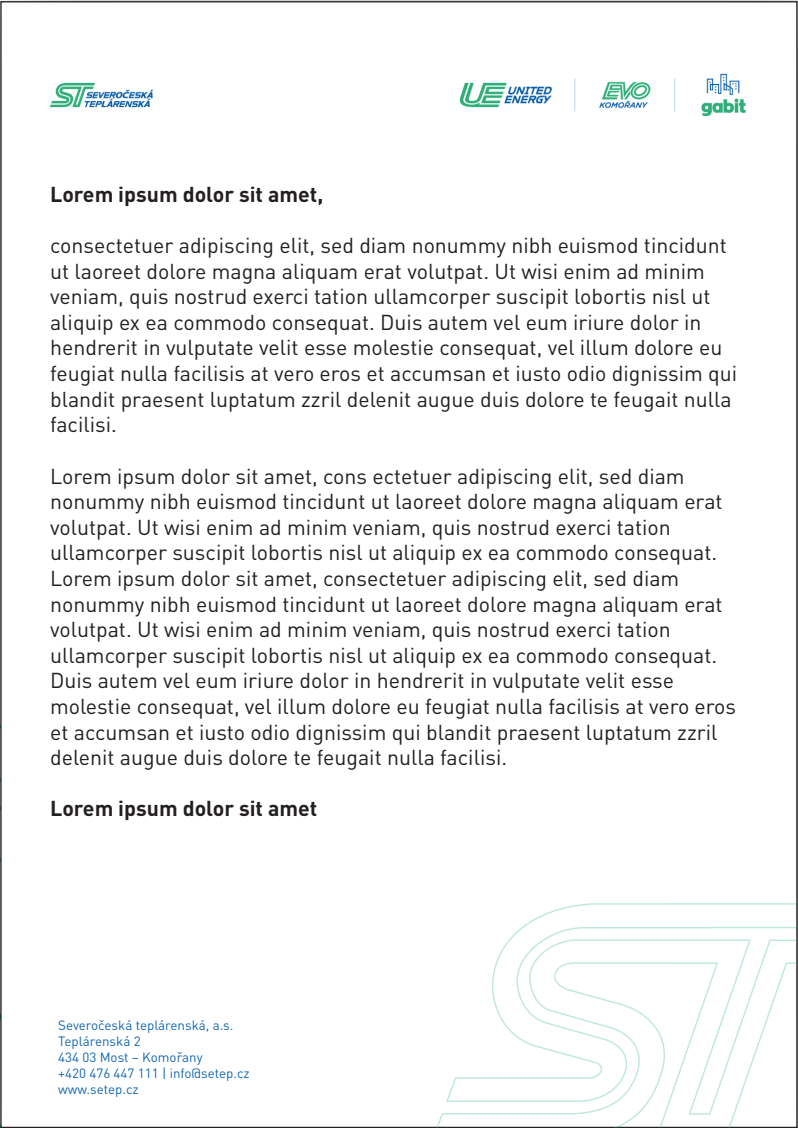 ST SEVEROČESKÁ
TEPLÁRENSKÁ
UE UNITED
ENERGY
EVO
KOMOŘANY
gabit
Lorem ipsum dolor sit amet,
consectetuer adipiscing elit, sed diam nonummy nibh euismod tincidunt
ut laoreet dolore magna aliquam erat volutpat. Ut wisi enim ad minim
veniam, quis nostrud exerci tation ullamcorper suscipit lobortis nisl ut
aliquip ex ea commodo consequat. Duis autem vel eum iriure dolor in
hendrerit in vulputate velit esse molestie consequat, vel illum dolore eu
feugiat nulla facilisis at vero eros et accumsan et iusto odio dignissim qui
blandit praesent luptatum zzril delenit augue duis dolore te feugait nulla
facilisi.
Lorem ipsum dolor sit amet, cons ectetuer adipiscing elit, sed diam
nonummy nibh euismod tincidunt ut laoreet dolore magna aliquam erat
volutpat. Ut wisi enim ad minim veniam, quis nostrud exerci tation
ullamcorper suscipit lobortis nisl ut aliquip ex ea commodo consequat.
Lorem ipsum dolor sit amet, consectetuer adipiscing elit, sed diam
nonummy nibh euismod tincidunt ut laoreet dolore magna aliquam erat
volutpat. Ut wisi enim ad minim veniam, quis nostrud exerci tation
ullamcorper suscipit lobortis nisl ut aliquip ex ea commodo consequat.
Duis autem vel eum iriure dolor in hendrerit in vulputate velit esse
molestie consequat, vel illum dolore eu feugiat nulla facilisis at vero eros
et accumsan et iusto odio dignissim qui blandit praesent luptatum zzril
delenit augue duis dolore te feugait nulla facilisi.
Lorem ipsum dolor sit amet
ST
Severočeská teplárenská, a.s.
Teplárenská 2
434 03 Most – Komořany
+420 476 447 111 | info@setep.cz
www.setep.cz